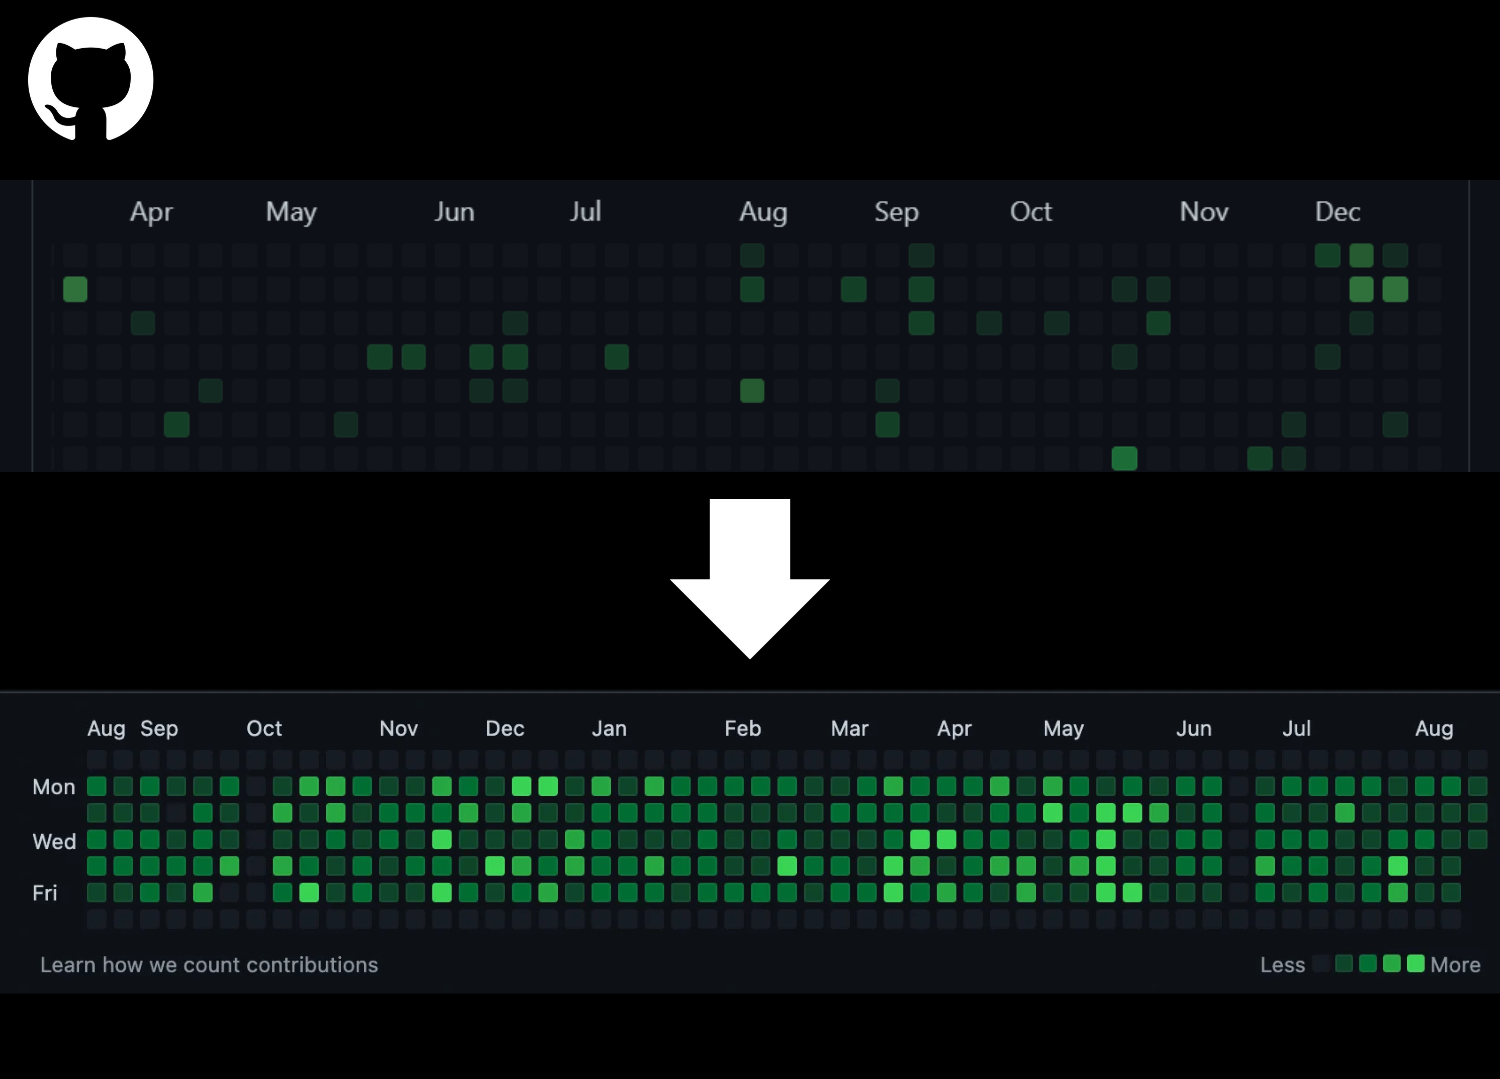 Apr May Jun Jul Aug Sep Oct Nov Dec
Aug Sep Oct Nov Dec Jan Feb Mar Apr May Jun Jul Aug
Mon
Wed
Fri
Learn how we count contributions Less More